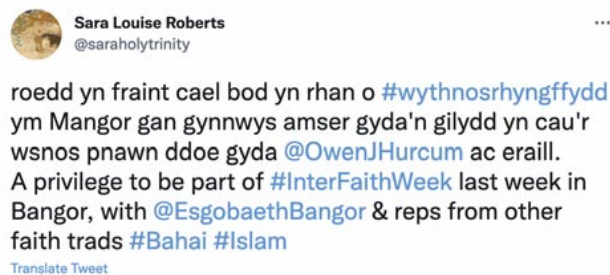 Sara Louise Roberts
@saraholytrinity
roedd yn fraint cael bod yn rhan o #wythnosrhyngffydd
ym Mangor gan gynnwys amser gyda'n gilydd yn cau'r
wsnos pnawn ddoe gyda @OwenJHurcum ac eraill.
A privilege to be part of #InterFaithWeek last week in
Bangor, with @EsgobaethBangor & reps from other
faith trads #Bahai #Islam
Translate Tweet